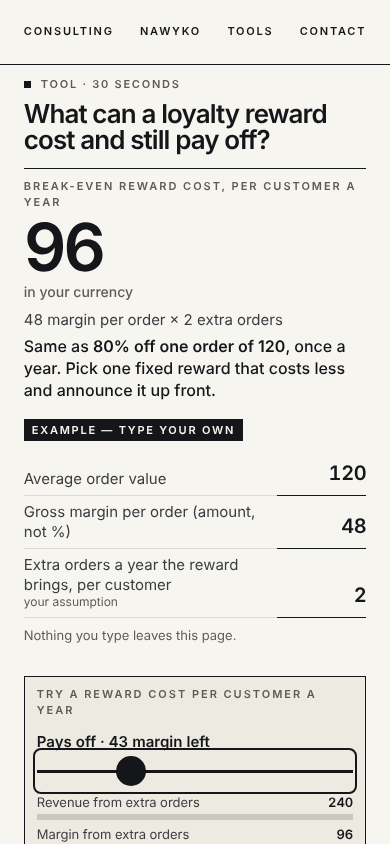 CONSULTING NAWYKO TOOLS CONTACT
TOOL · 30 SECONDS
What can a loyalty reward
cost and still pay off?
BREAK-EVEN REWARD COST, PER CUSTOMER A
YEAR
96
in your currency
48 margin per order × 2 extra orders
Same as 80% off one order of 120, once a
year. Pick one fixed reward that costs less
and announce it up front.
EXAMPLE — TYPE YOUR OWN
Average order value 120
Gross margin per order (amount,
not %) 48
Extra orders a year the reward
brings, per customer
your assumption 2
Nothing you type leaves this page.
TRY A REWARD COST PER CUSTOMER A
YEAR
Pays off · 43 margin left
Revenue from extra orders 240
Margin from extra orders 96